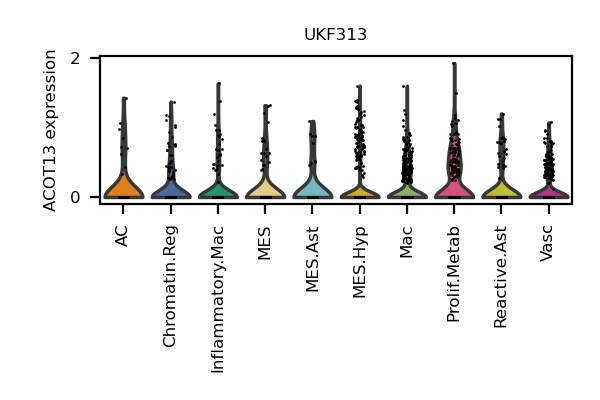 UKF313
ACOT13 expression
2
0
AC
Chromatin.Reg
Inflammatory.Mac
MES
MES.Ast
MES.Hyp
Mac
Prolif.Metab
Reactive.Ast
Vasc